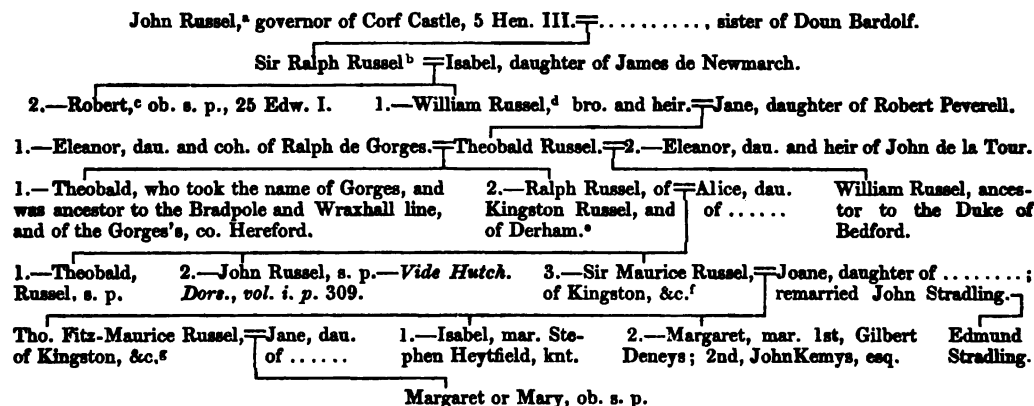 John Russel,ª governor of Corf Castle, 5 Hen. III.=.........., sister of Doun Bardolf.
Sir Ralph Russel ᵇ =Isabel, daughter of James de Newmarch.
2.—Robert,ᶜ ob. s. p., 25 Edw. I. 1.—William Russel,ᵈ bro. and heir.=Jane, daughter of Robert Peverell.
1.—Eleanor, dau. and coh. of Ralph de Gorges.=Theobald Russel.=2.—Eleanor, dau. and heir of John de la Tour.
1.—Theobald, who took the name of Gorges, and 2.—Ralph Russel, of=Alice, dau. William Russel, ances-
was ancestor to the Bradpole and Wraxhall line, Kingston Russel, and of ...... tor to the Duke of
and of the Gorges's, co. Hereford. of Derham.ᵉ Bedford.
1.—Theobald, 2.—John Russel, s. p.—Vide Hutch. 3.—Sir Maurice Russel,=Joane, daughter of ........;
Russel, s. p. Dors., vol. i. p. 309. of Kingston, &c.ᶠ remarried John Stradling.
Tho. Fitz-Maurice Russel,=Jane, dau. 1.—Isabel, mar. Ste- 2.—Margaret, mar. 1st, Gilbert Edmund
of Kingston, &c.ᵍ of ...... phen Heytfield, knt. Deneys; 2nd, JohnKemys, esq. Stradling.
Margaret or Mary, ob. s. p.